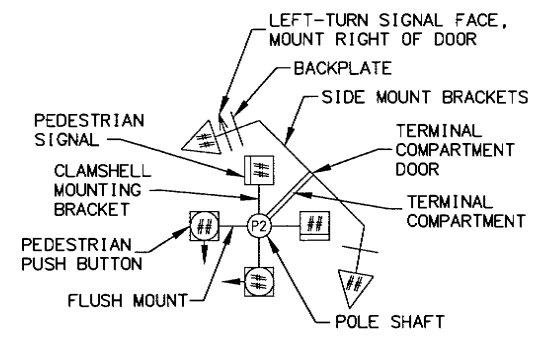 LEFT-TURN SIGNAL FACE,
MOUNT RIGHT OF DOOR
BACKPLATE
SIDE MOUNT BRACKETS
PEDESTRIAN
SIGNAL
TERMINAL
COMPARTMENT
DOOR
CLAMSHELL
MOUNTING
BRACKET
TERMINAL
COMPARTMENT
PEDESTRIAN
PUSH BUTTON
FLUSH MOUNT
POLE SHAFT
##
##
##
P2
##
##
##